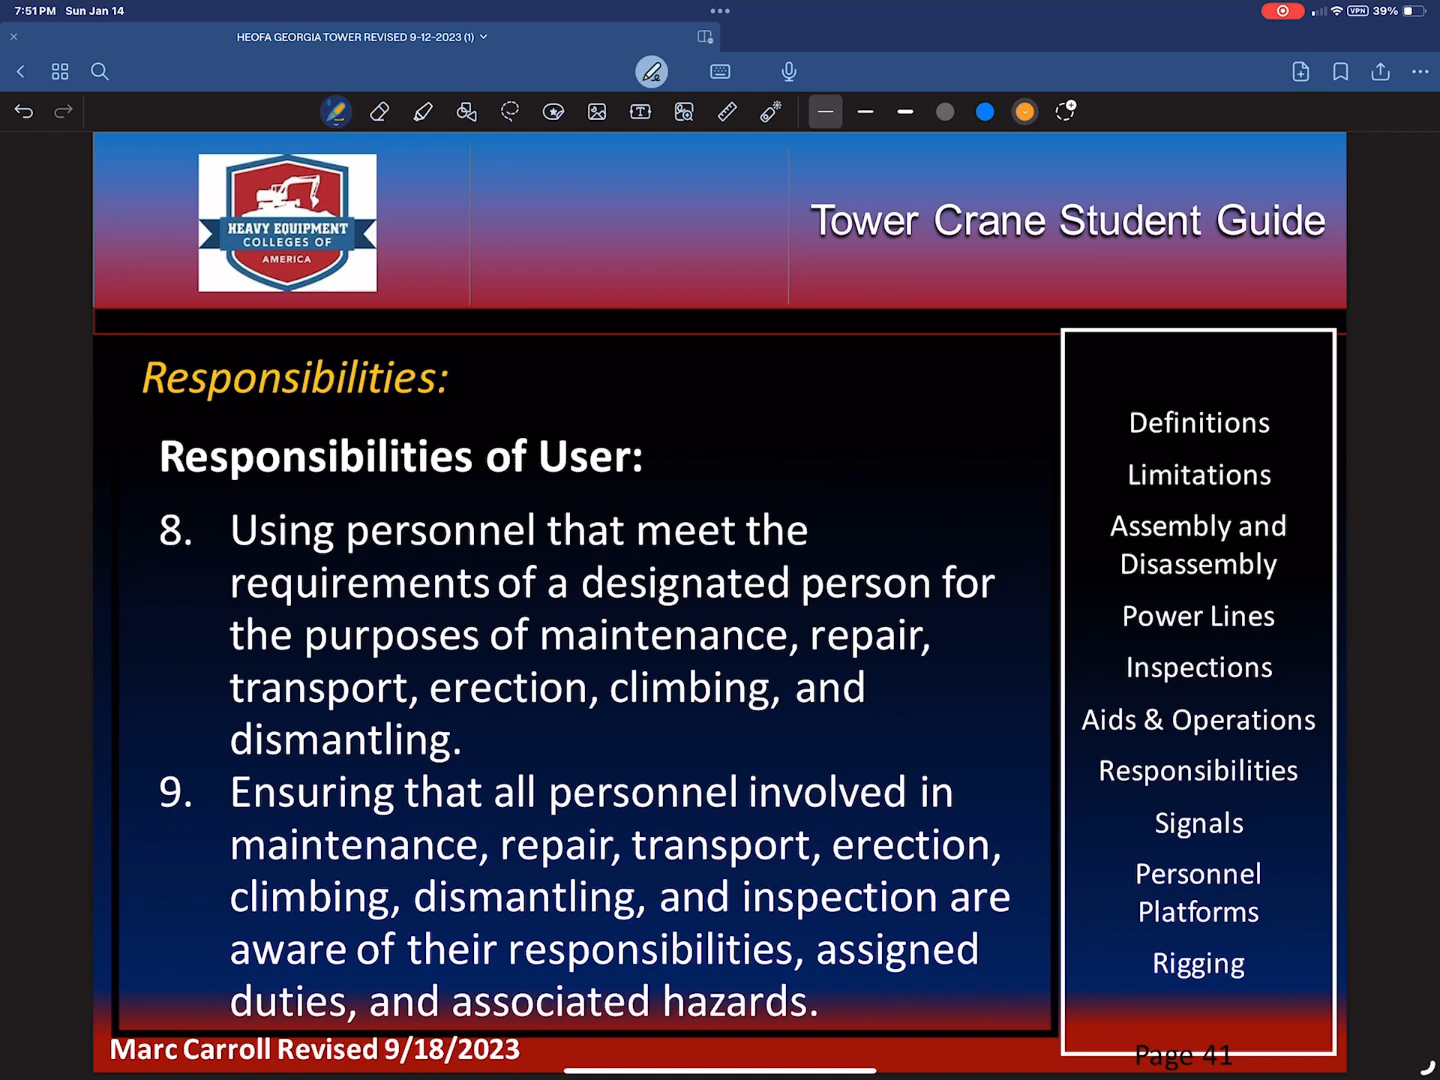 7:51 PM Sun Jan 14
VPN 39%
HEOFA GEORGIA TOWER REVISED 9-12-2023 (1)
HEAVY EQUIPMENT
COLLEGES OF
AMERICA
Tower Crane Student Guide
Responsibilities:
Responsibilities of User:
8. Using personnel that meet the
requirements of a designated person for
the purposes of maintenance, repair,
transport, erection, climbing, and
dismantling.
9. Ensuring that all personnel involved in
maintenance, repair, transport, erection,
climbing, dismantling, and inspection are
aware of their responsibilities, assigned
duties, and associated hazards.
Definitions
Limitations
Assembly and
Disassembly
Power Lines
Inspections
Aids & Operations
Responsibilities
Signals
Personnel
Platforms
Rigging
Marc Carroll Revised 9/18/2023
Page 41